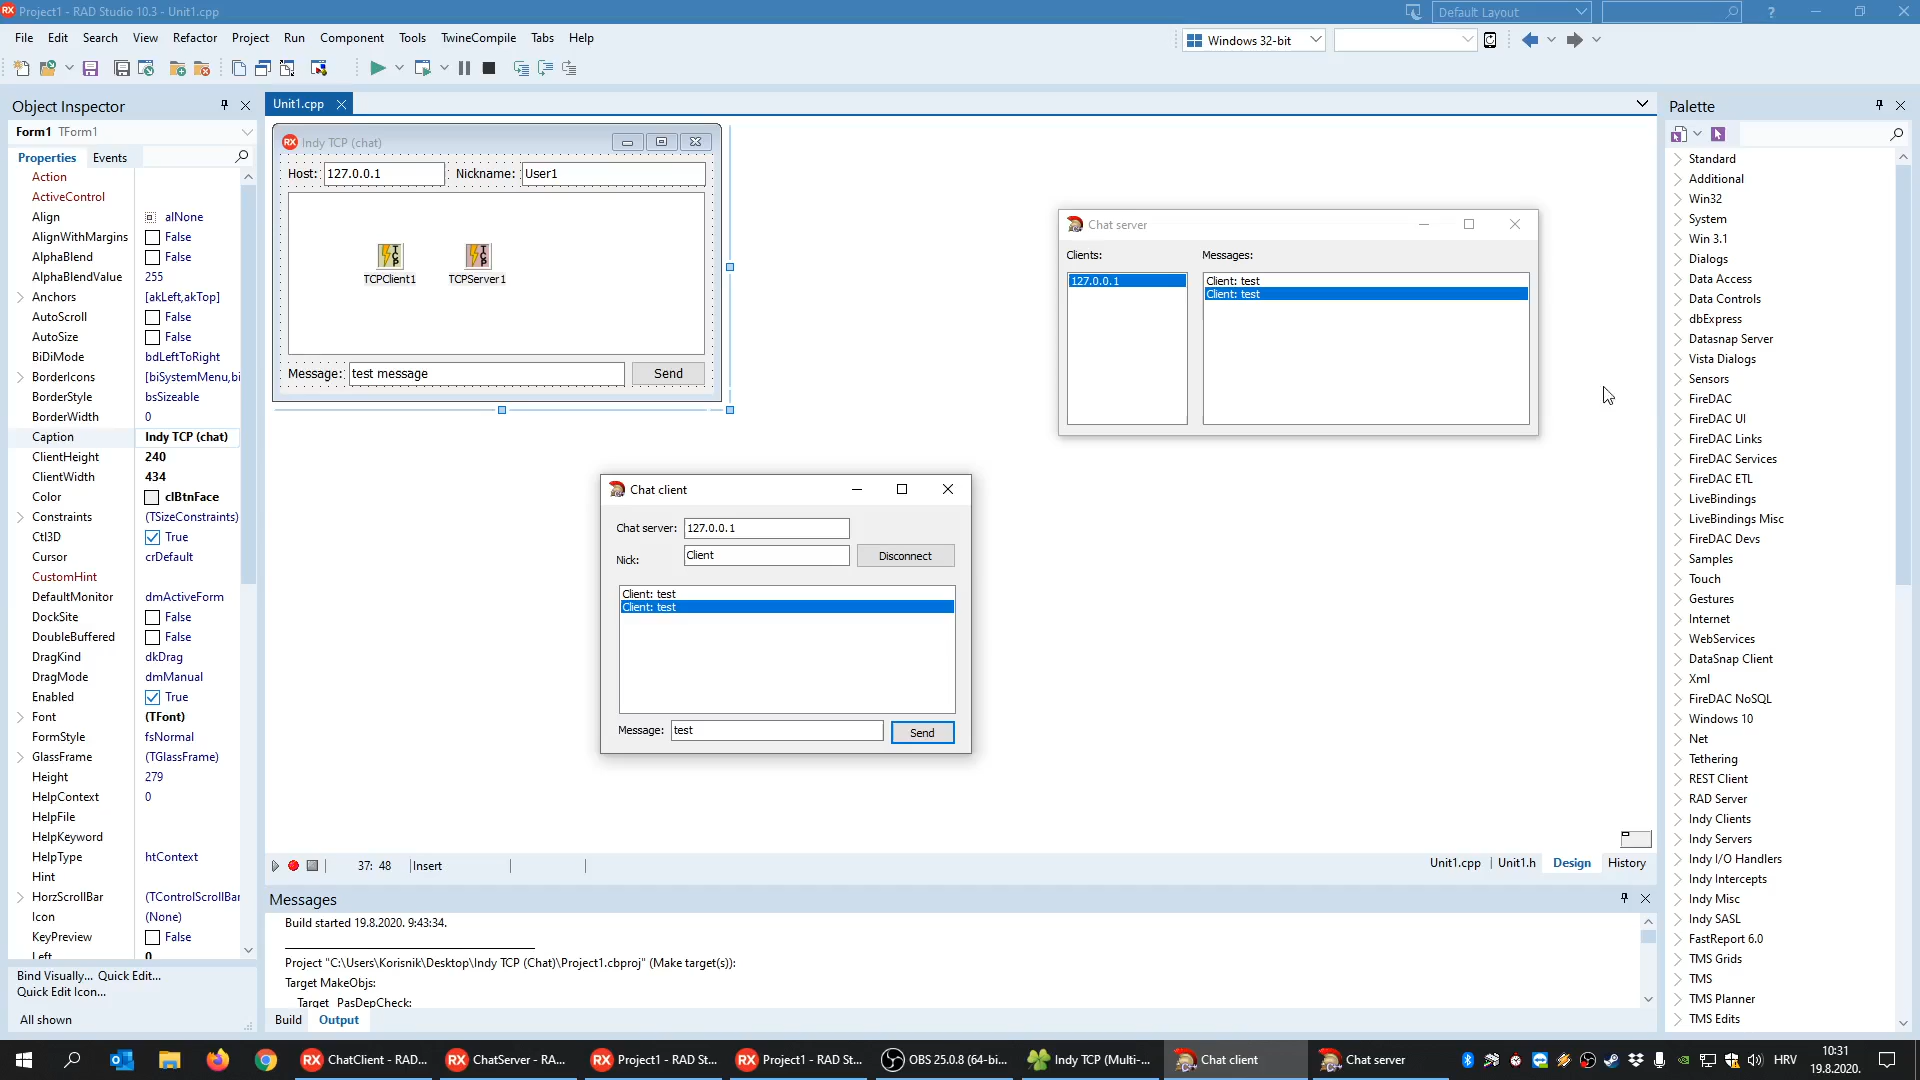 Project1 - RAD Studio 10.3 - Unit1.cpp
Default Layout
File Edit Search View Refactor Project Run Component Tools TwineCompile Tabs Help
Windows 32-bit
Object Inspector
Form1 TForm1
Properties Events
Action
ActiveControl
Align alNone
AlignWithMargins False
AlphaBlend False
AlphaBlendValue 255
Anchors [akLeft,akTop]
AutoScroll False
AutoSize False
BiDiMode bdLeftToRight
BorderIcons [biSystemMenu,bi
BorderStyle bsSizeable
BorderWidth 0
Caption Indy TCP (chat)
ClientHeight 240
ClientWidth 434
Color clBtnFace
Constraints (TSizeConstraints)
Ctl3D True
Cursor crDefault
CustomHint
DefaultMonitor dmActiveForm
DockSite False
DoubleBuffered False
DragKind dkDrag
DragMode dmManual
Enabled True
Font (TFont)
FormStyle fsNormal
GlassFrame (TGlassFrame)
Height 279
HelpContext 0
HelpFile
HelpKeyword
HelpType htContext
Hint
HorzScrollBar (TControlScrollBar
Icon (None)
KeyPreview False
Left 0
Bind Visually... Quick Edit...
Quick Edit Icon...
All shown
Unit1.cpp
Indy TCP (chat)
Host: 127.0.0.1 Nickname: User1
TCPClient1 TCPServer1
Message: test message Send
Chat server
Clients: Messages:
127.0.0.1
Client: test
Client: test
Chat client
Chat server: 127.0.0.1
Nick: Client Disconnect
Client: test
Client: test
Message: test Send
37: 48 Insert
Unit1.cpp Unit1.h Design History
Messages
Build started 19.8.2020. 9:43:34.
Project "C:\Users\Korisnik\Desktop\Indy TCP (Chat)\Project1.cbproj" (Make target(s)):
Target MakeObjs:
Target _PasDepCheck:
Build Output
Palette
Standard
Additional
Win32
System
Win 3.1
Dialogs
Data Access
Data Controls
dbExpress
Datasnap Server
Vista Dialogs
Sensors
FireDAC
FireDAC UI
FireDAC Links
FireDAC Services
FireDAC ETL
LiveBindings
LiveBindings Misc
FireDAC Devs
Samples
Touch
Gestures
Internet
WebServices
DataSnap Client
Xml
FireDAC NoSQL
Windows 10
Net
Tethering
REST Client
RAD Server
Indy Clients
Indy Servers
Indy I/O Handlers
Indy Intercepts
Indy Misc
Indy SASL
FastReport 6.0
TMS Grids
TMS
TMS Planner
TMS Edits
ChatClient - RAD... ChatServer - RA... Project1 - RAD St... Project1 - RAD St... OBS 25.0.8 (64-bi... Indy TCP (Multi-... Chat client Chat server HRV
10:31
19.8.2020.